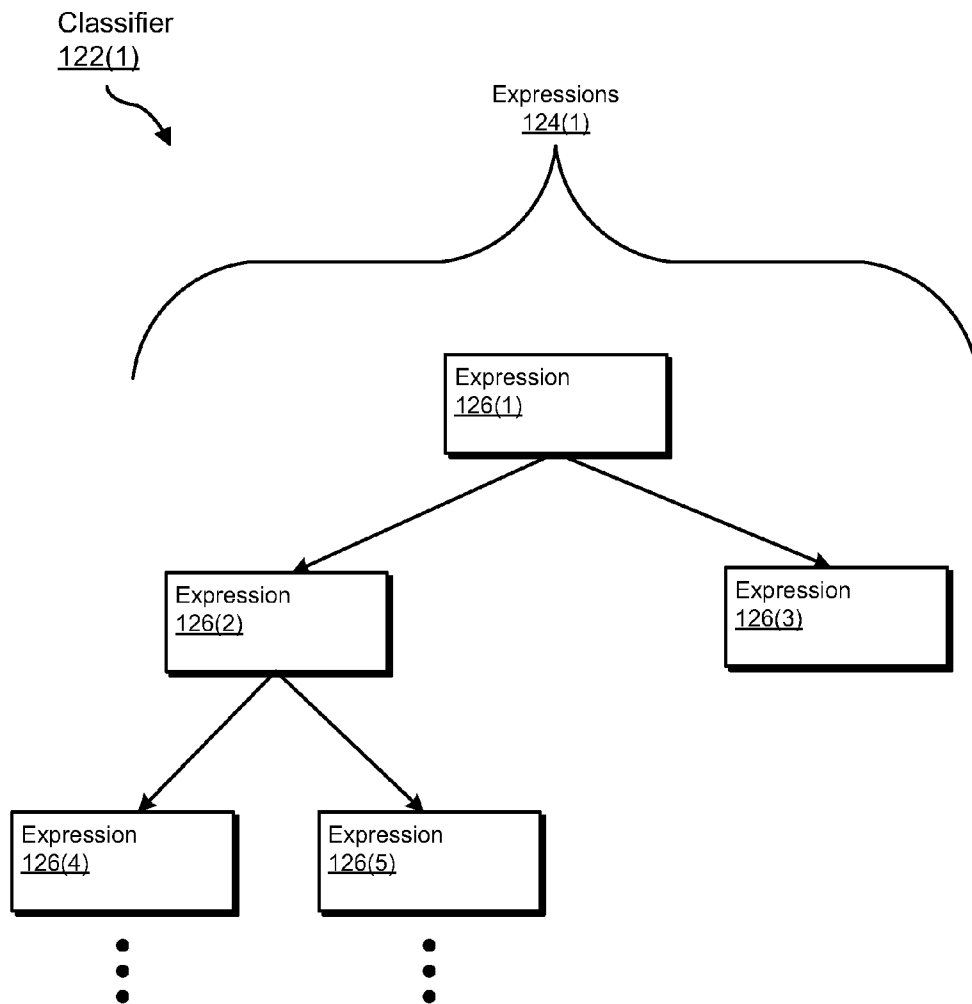 Classifier
122(1)
Expressions
124(1)
Expression
126(1)
Expression
126(2)
Expression
126(3)
Expression
126(4)
Expression
126(5)